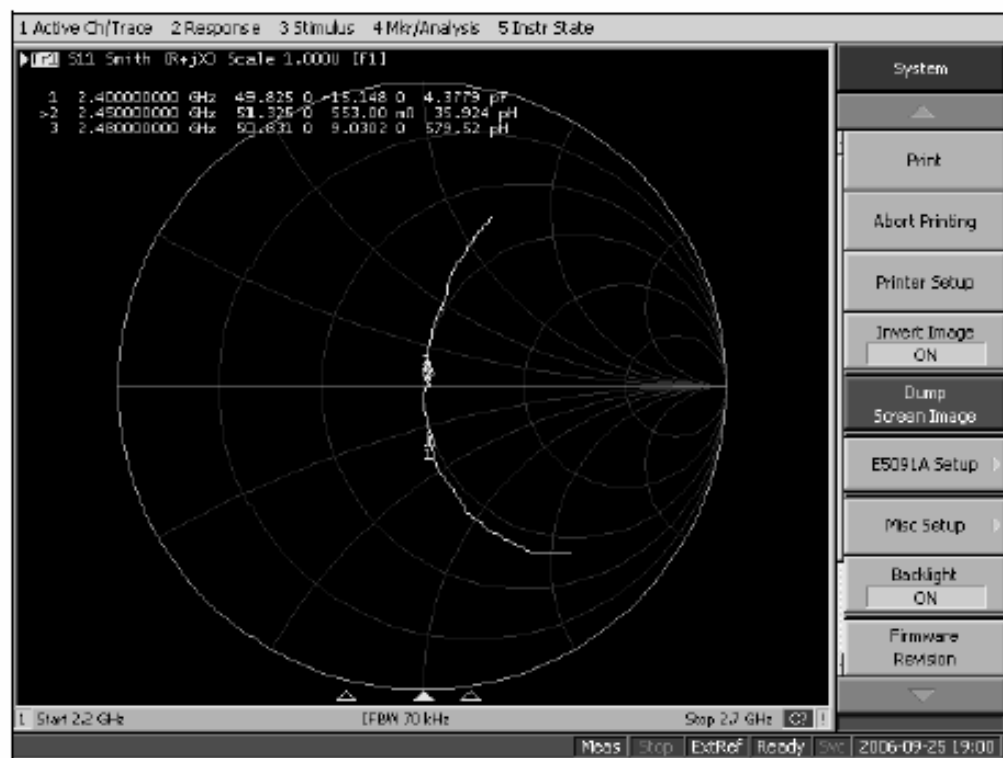 1 Active Ch/Trace 2 Response 3 Stimulus 4 Mkr/Analysis 5 Instr State
Tr1 S11 Smith (R+jX) Scale 1.000U [F1]
1 2.400000000 GHz 49.825 Ω -15.148 Ω 4.3779 pF
>2 2.450000000 GHz 51.326 Ω 553.00 mΩ 35.924 pH
3 2.480000000 GHz 50.831 Ω 9.0302 Ω 579.52 pH
System
Print
Abort Printing
Printer Setup
Invert Image
ON
Dump
Screen Image
E5091A Setup
Misc Setup
Backlight
ON
Firmware
Revision
1
1 Start 2.2 GHz IFBW 70 kHz Stop 2.7 GHz C? !
Meas Stop ExtRef Ready Svc 2006-09-25 19:00